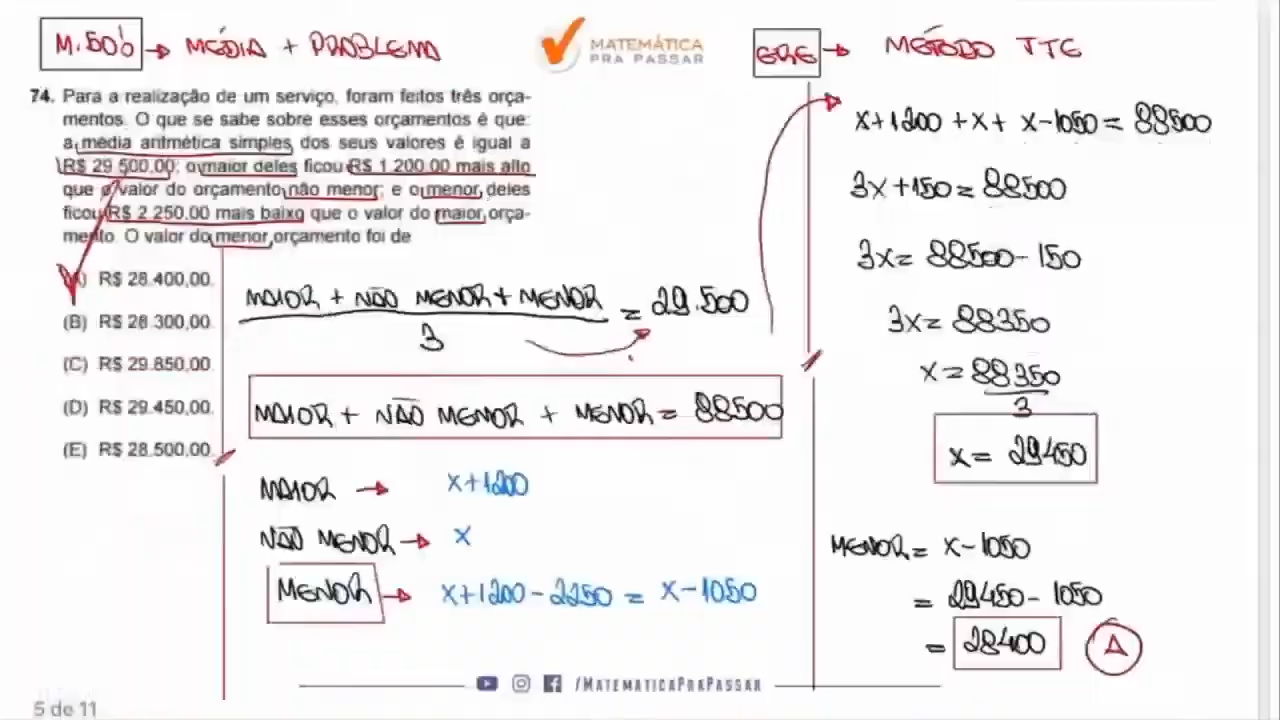 M.50% → MÉDIA + PROBLEMA
MATEMÁTICA
PRA PASSAR
→ MÉTODO TTC
74. Para a realização de um serviço, foram feitos três orça-
mentos. O que se sabe sobre esses orçamentos é que:
a média aritmética simples dos seus valores é igual a
R$ 29.500,00; o maior deles ficou R$ 1.200,00 mais alto
que o valor do orçamento não menor; e o menor deles
ficou R$ 2.250,00 mais baixo que o valor do maior orça-
mento. O valor do menor orçamento foi de
R$ 28.400,00.
(B) R$ 28.300,00.
(C) R$ 29.850,00.
(D) R$ 29.450,00.
(E) R$ 28.500,00.
MAIOR + NÃO MENOR + MENOR = 29.500
3
MAIOR + NÃO MENOR + MENOR = 88500
MAIOR → x+1200
NÃO MENOR → x
MENOR → x+1200-2250 = x-1050
x+1200 + x + x-1050 = 88500
3x+150 = 88500
3x = 88500-150
3x = 88350
x = 88350
3
x = 29450
MENOR = x-1050
= 29450-1050
= 28400 A
/MATEMATICAPRAPASSAR
5 de 11